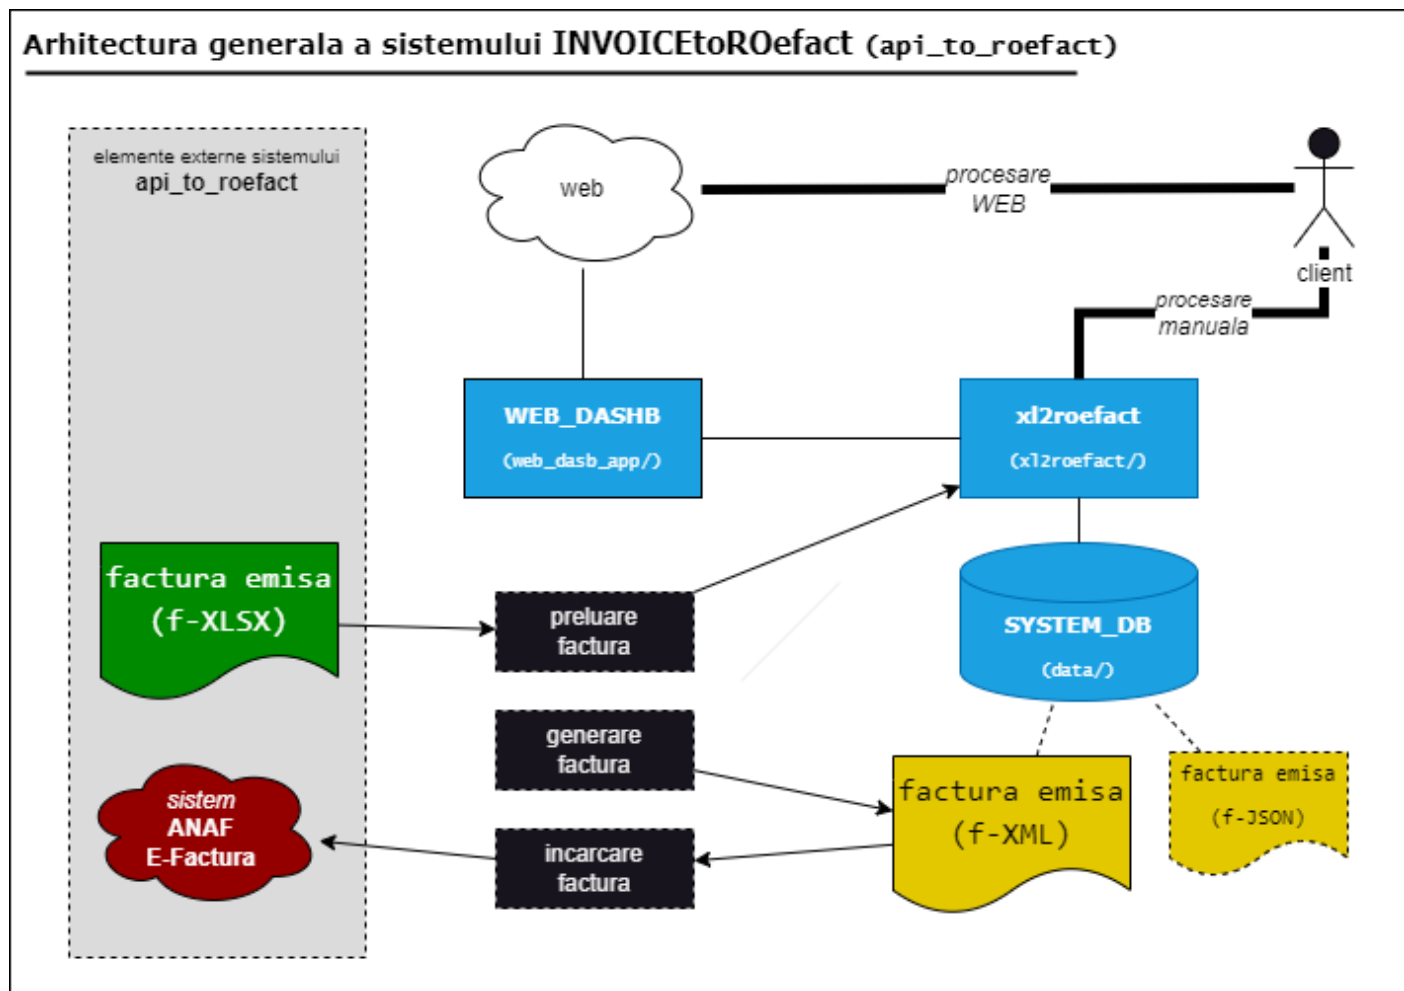 Arhitectura generala a sistemului INVOICEtoROefact (api_to_roefact)
elemente externe sistemului
api_to_roefact
web
procesare
WEB
client
procesare
manuala
WEB_DASHB
(web_dasb_app/)
xl2roefact
(xl2roefact/)
factura emisa
(f-XLSX)
preluare
factura
SYSTEM_DB
(data/)
generare
factura
factura emisa
(f-XML)
factura emisa
(f-JSON)
sistem
ANAF
E-Factura
incarcare
factura